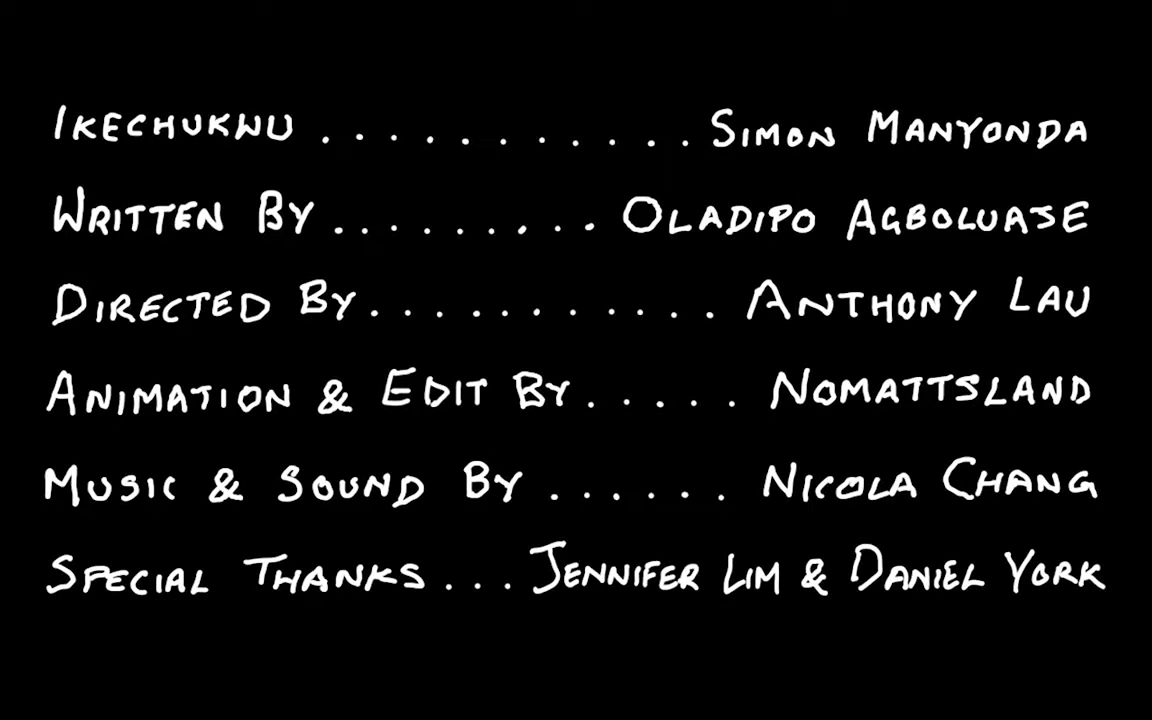 IKECHUKWU . . . . . . . . . . . SIMON MANYONDA
WRITTEN BY . . . . . . . . . OLADIPO AGBOLUAJE
DIRECTED BY . . . . . . . . . . . ANTHONY LAU
ANIMATION & EDIT BY . . . . . NOMATTSLAND
MUSIC & SOUND BY . . . . . . NICOLA CHANG
SPECIAL THANKS . . . JENNIFER LIM & DANIEL YORK